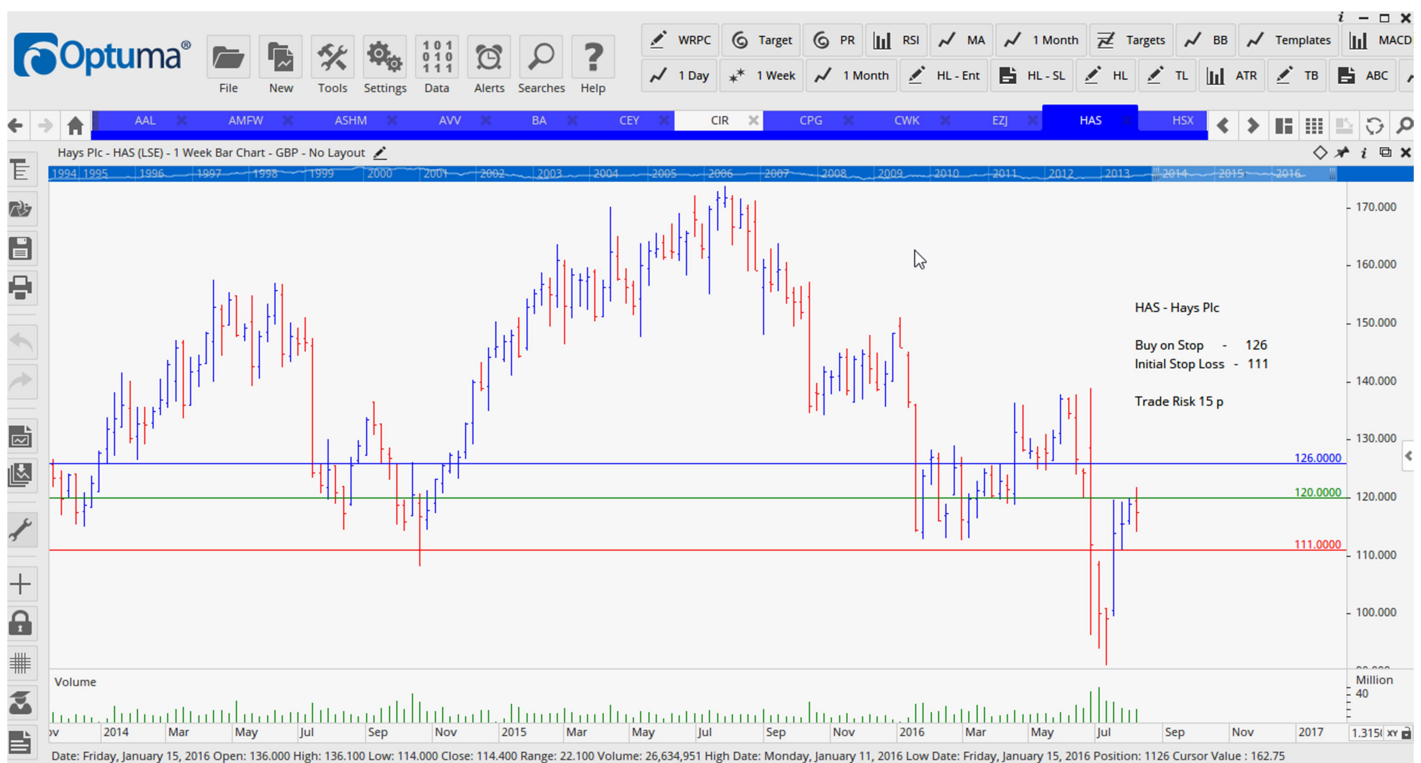 i
Optuma®
File New Tools Settings Data Alerts Searches Help
WRPC Target PR RSI MA 1 Month Targets BB Templates MACD
1 Day 1 Week 1 Month HL - Ent HL - SL HL TL ATR TB ABC
AAL AMFW ASHM AVV BA CEY CIR CPG CWK EZJ HAS HSX
Hays Plc - HAS (LSE) - 1 Week Bar Chart - GBP - No Layout
1994 1995 1996 1997 1998 1999 2000 2001 2002 2003 2004 2005 2006 2007 2008 2009 2010 2011 2012 2013 2014 2015 2016
170.000
160.000
HAS - Hays Plc
150.000
Buy on Stop - 126
Initial Stop Loss - 111
140.000
Trade Risk 15 p
130.000
126.0000
120.0000
120.000
111.0000
110.000
100.000
Volume
Million
40
2014 Mar May Jul Sep Nov 2015 Mar May Jul Sep Nov 2016 Mar May Jul Sep Nov 2017 XY
Date: Friday, January 15, 2016 Open: 136.000 High: 136.100 Low: 114.000 Close: 114.400 Range: 22.100 Volume: 26,634,951 High Date: Monday, January 11, 2016 Low Date: Friday, January 15, 2016 Position: 1126 Cursor Value : 162.75